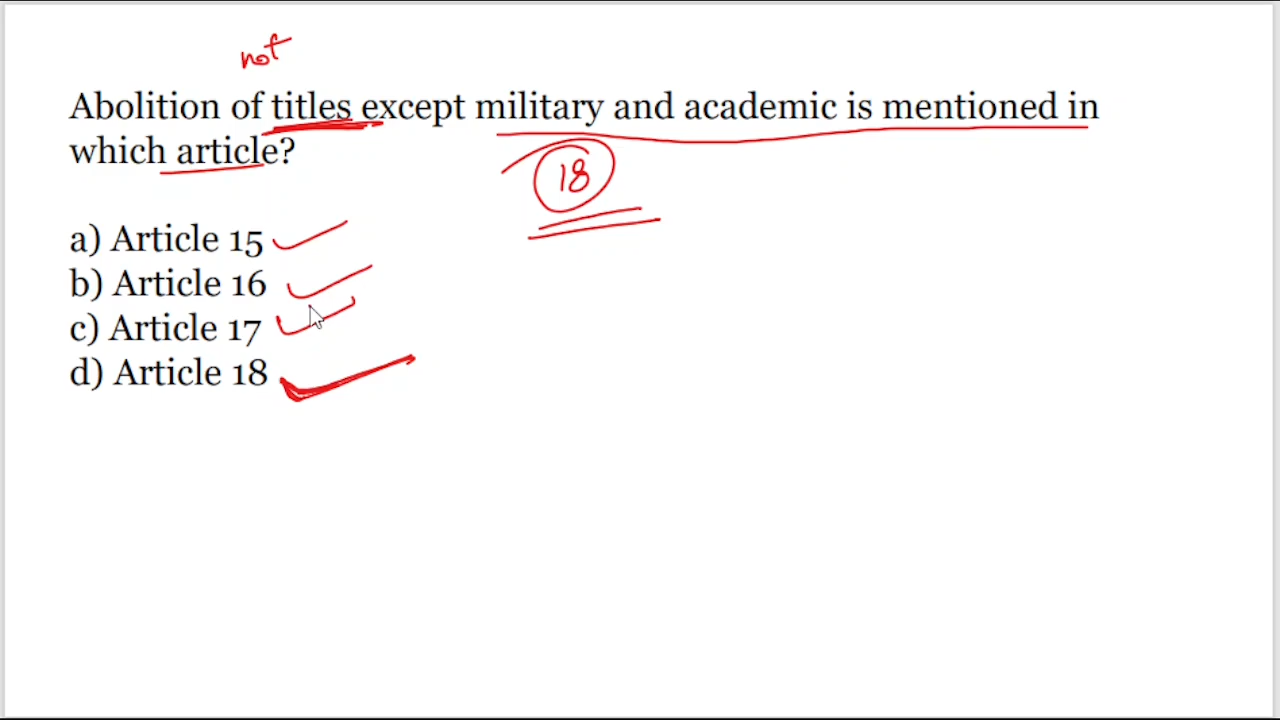 not
Abolition of titles except military and academic is mentioned in
which article?
18
a) Article 15
b) Article 16
c) Article 17
d) Article 18